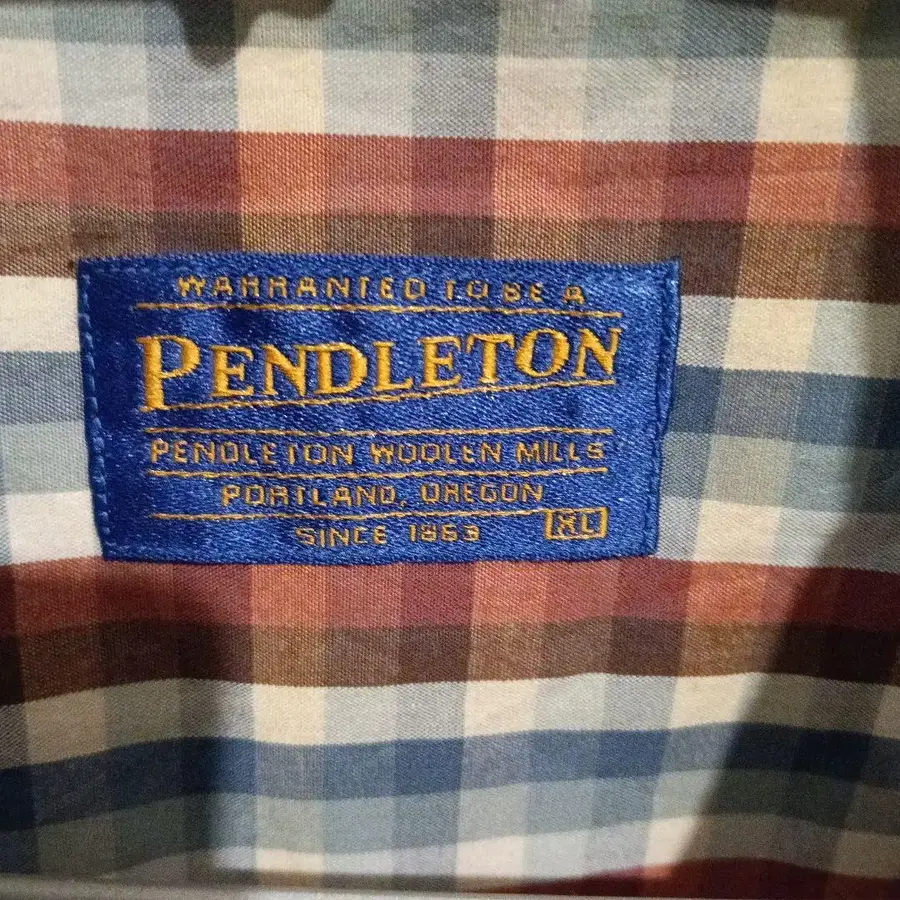 WARRANTED TO BE A
PENDLETON
PENDLETON WOOLEN MILLS
PORTLAND, OREGON
SINCE 1863 XL